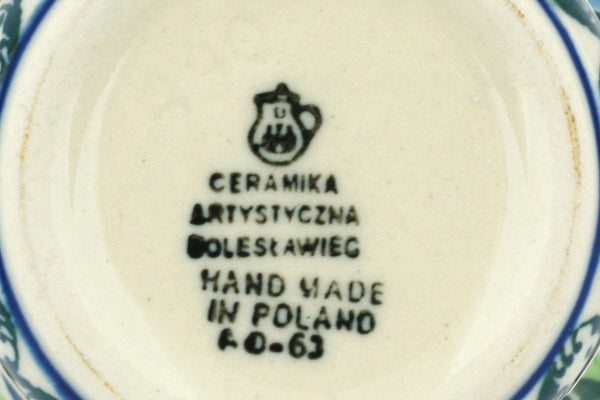 CERAMIKA
ARTYSTYCZNA
BOLESŁAWIEC
HAND MADE
IN POLAND